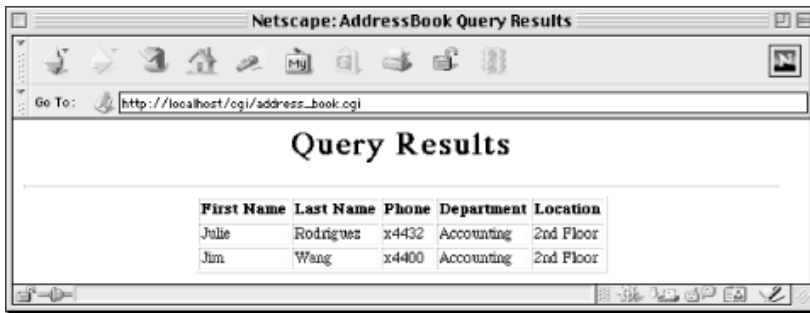 Netscape: AddressBook Query Results
My
Go To: http://localhost/cgi/address_book.cgi
Query Results
First Name Last Name Phone Department Location
Julie Rodriguez x4432 Accounting 2nd Floor
Jim Wang x4400 Accounting 2nd Floor